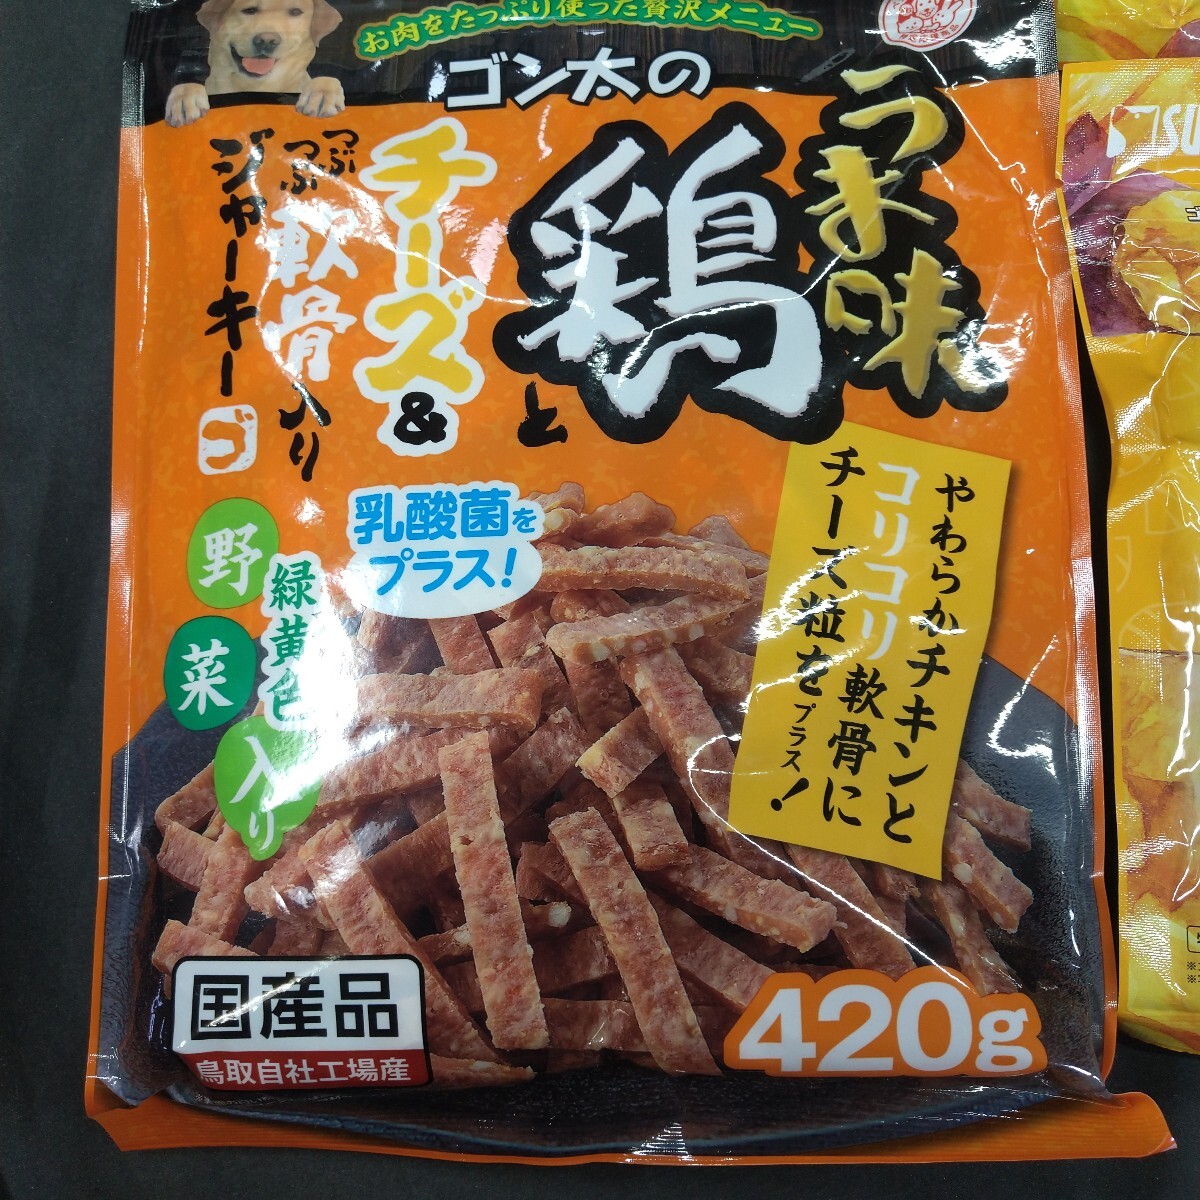 お肉をたっぷり使った贅沢メニュー
ゴン太の
うま味
鶏と
チーズ&
つぶつぶ軟骨入り
ジャーキー
ゴ
やわらかチキンと
コリコリ軟骨に
チーズ粒をプラス!
乳酸菌を
プラス!
緑黄色
野菜
入り
国産品
鳥取自社工場産
420g